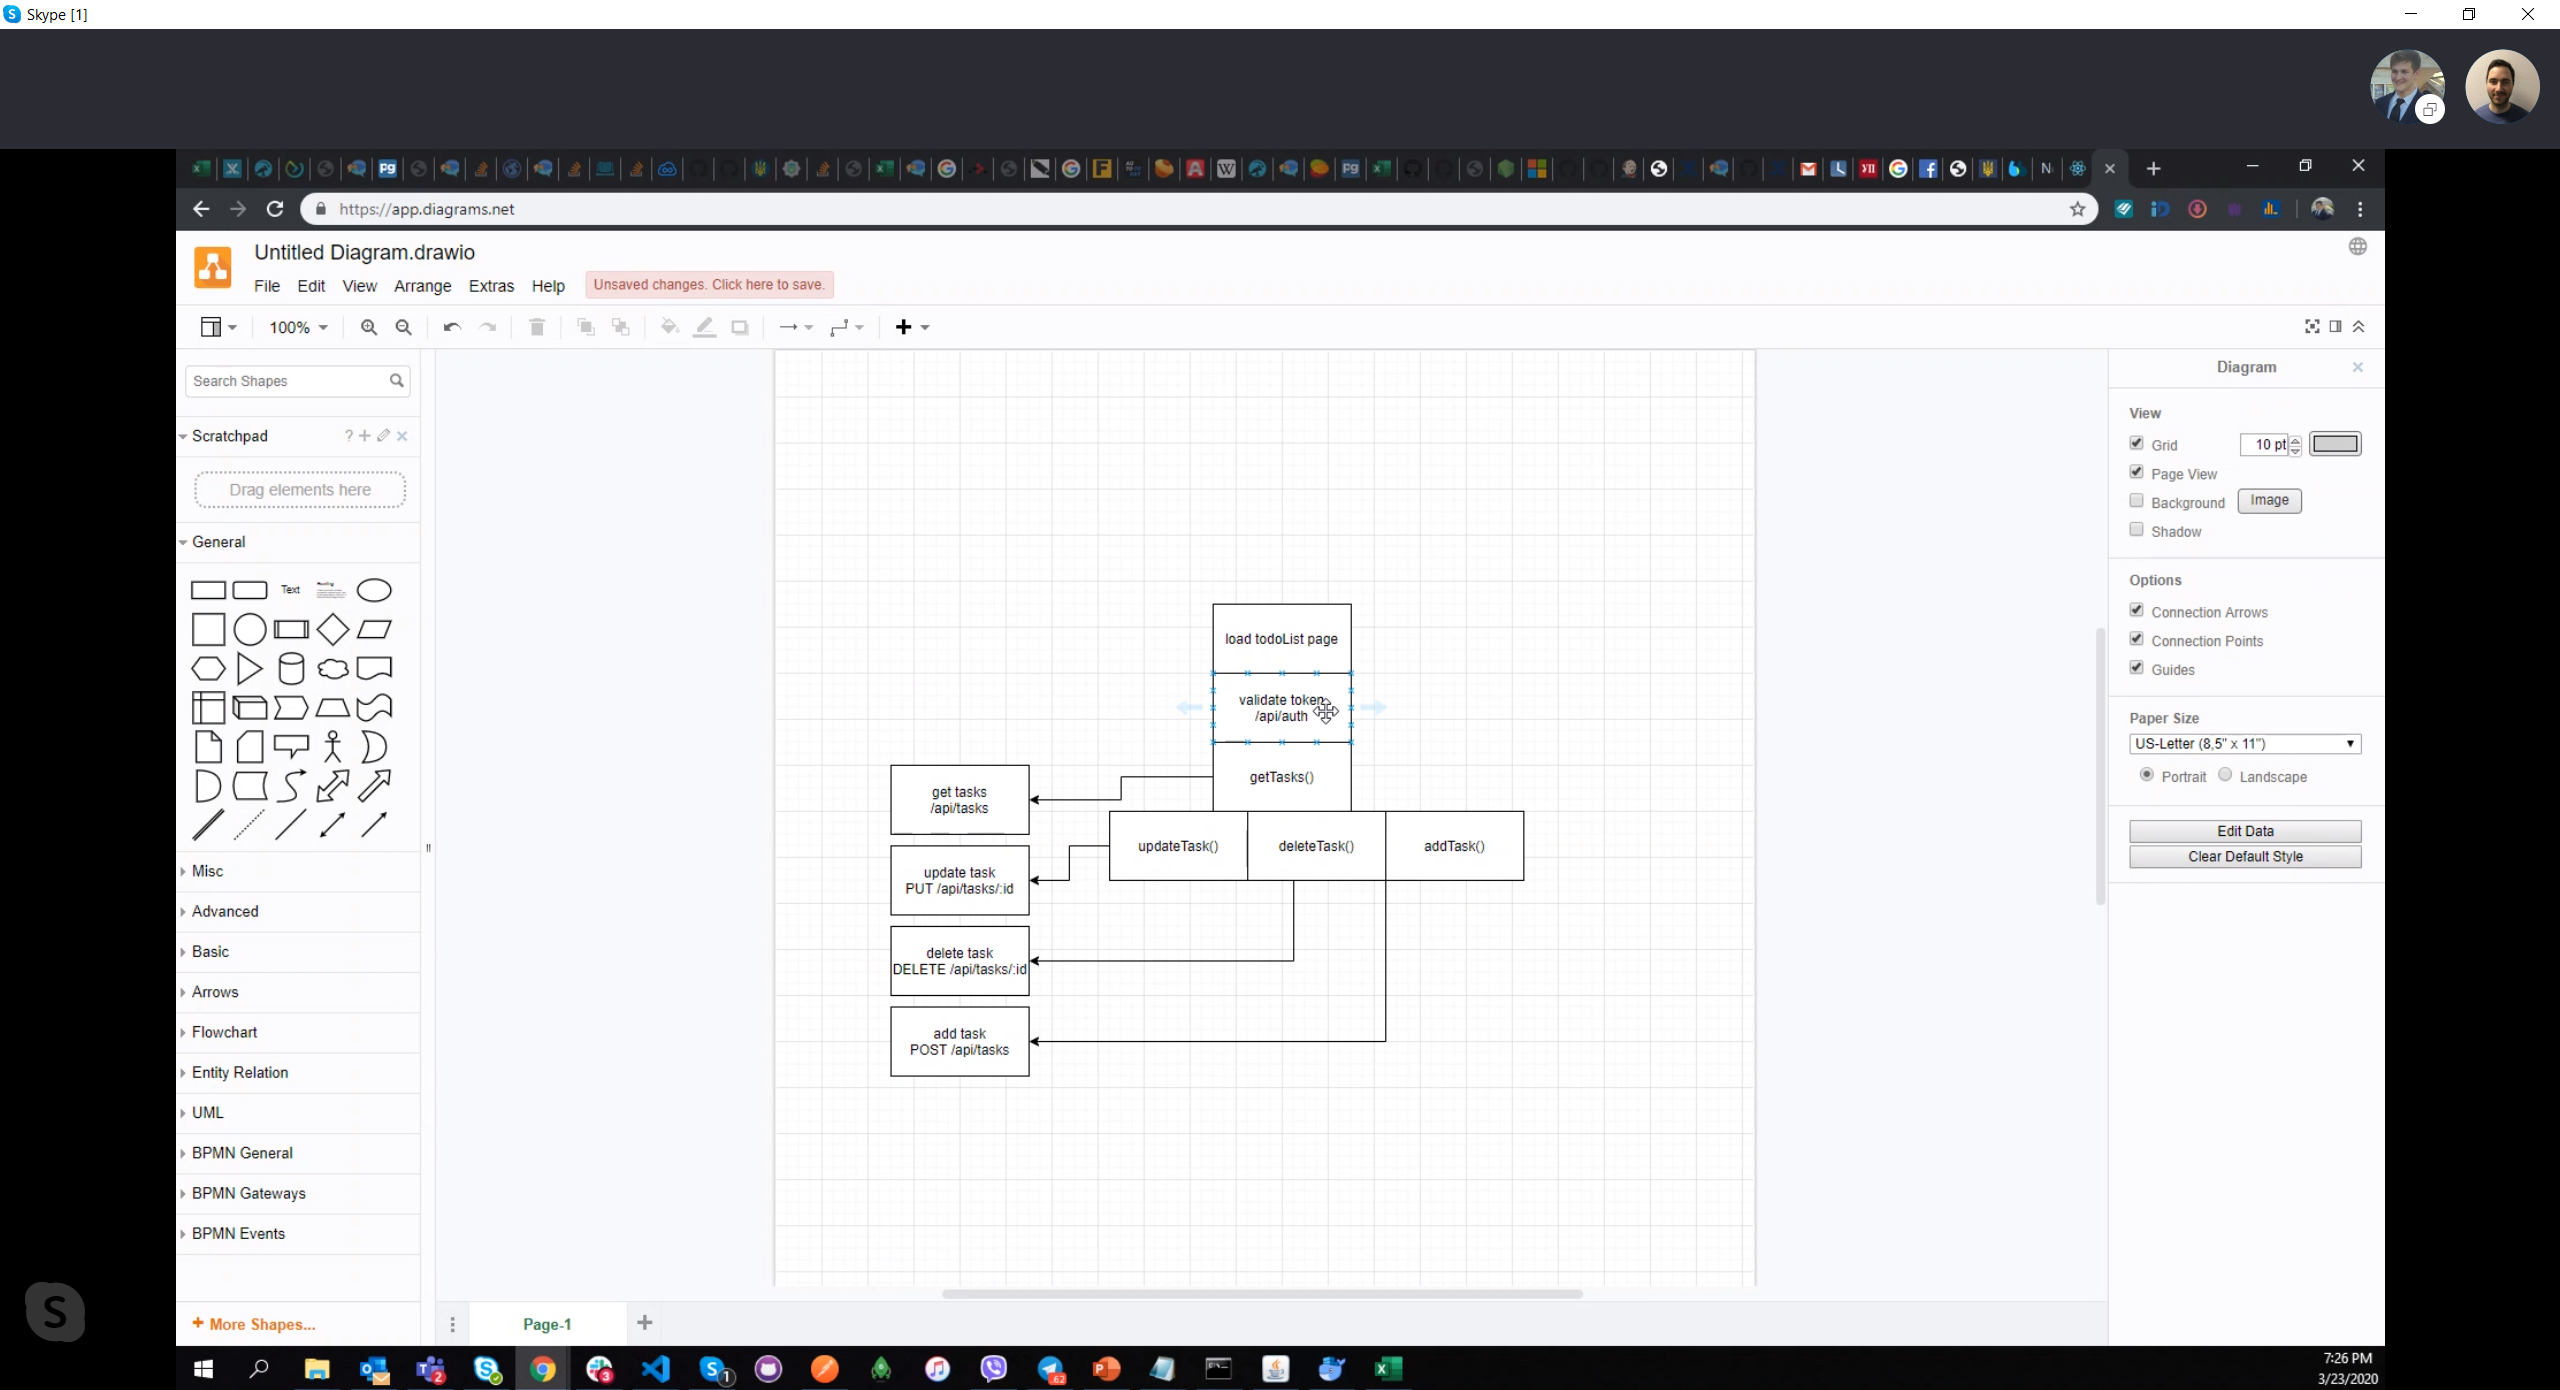 Skype [1]
https://app.diagrams.net
Untitled Diagram.drawio
File Edit View Arrange Extras Help Unsaved changes. Click here to save.
100%
Search Shapes
Scratchpad
Drag elements here
General
Text
Misc
Advanced
Basic
Arrows
Flowchart
Entity Relation
UML
BPMN General
BPMN Gateways
BPMN Events
+ More Shapes...
load todoList page
validate token
/api/auth
getTasks()
updateTask()
deleteTask()
addTask()
get tasks
/api/tasks
update task
PUT /api/tasks/:id
delete task
DELETE /api/tasks/:id
add task
POST /api/tasks
Page-1
Diagram
View
Grid 10 pt
Page View
Background Image
Shadow
Options
Connection Arrows
Connection Points
Guides
Paper Size
US-Letter (8,5" x 11")
Portrait Landscape
Edit Data
Clear Default Style
7:26 PM
3/23/2020